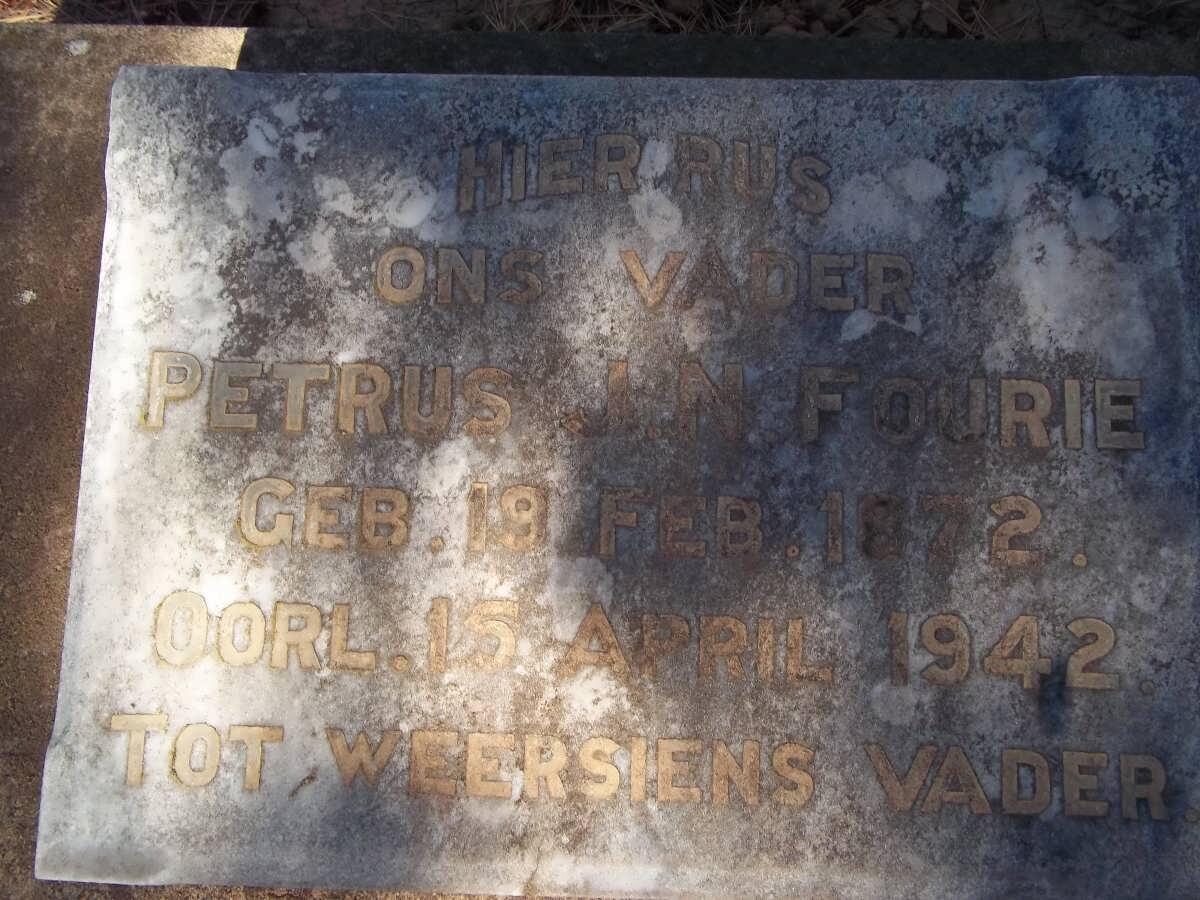 HIER RUS
ONS VADER
PETRUS J.N. FOURIE
GEB. 19 FEB. 1872.
OORL. 15 APRIL 1942.
TOT WEERSIENS VADER.